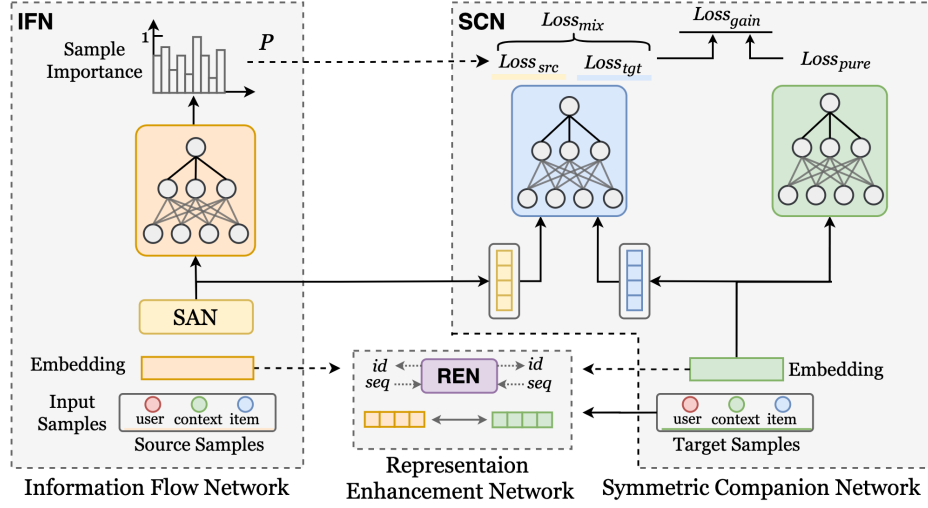 IFN
Sample
Importance
1
P
SAN
Embedding
Input
Samples
user context item
Source Samples
Information Flow Network
id id
seq seq
REN
Representaion
Enhancement Network
SCN
Loss_mix
Loss_gain
Loss_src
Loss_tgt
Loss_pure
Embedding
user context item
Target Samples
Symmetric Companion Network